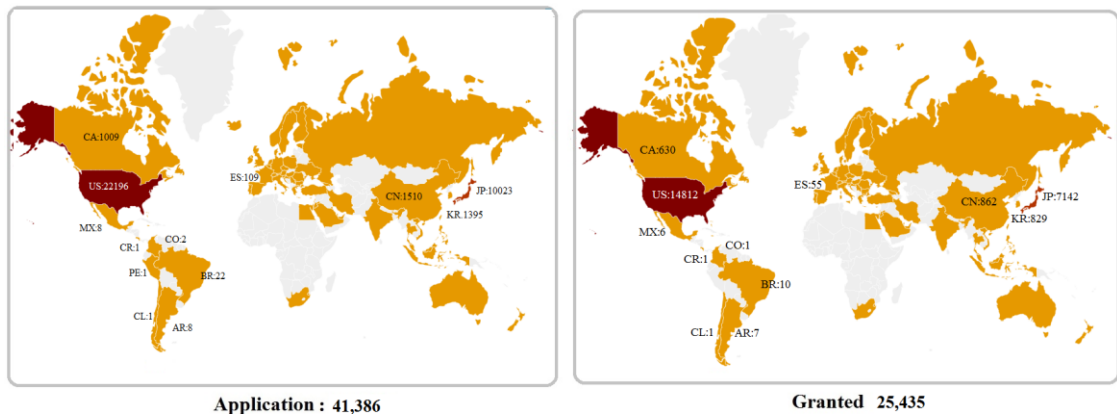 CA:1009
US:22196
ES:109
CN:1510
JP:10023
KR.1395
MX:8
CR:1
CO:2
PE:1
BR:22
CL:1
AR:8
Application : 41,386
CA:630
US:14812
ES:55
CN:862
JP:7142
KR:829
MX:6
CO:1
CR:1
BR:10
CL:1
AR:7
Granted 25,435